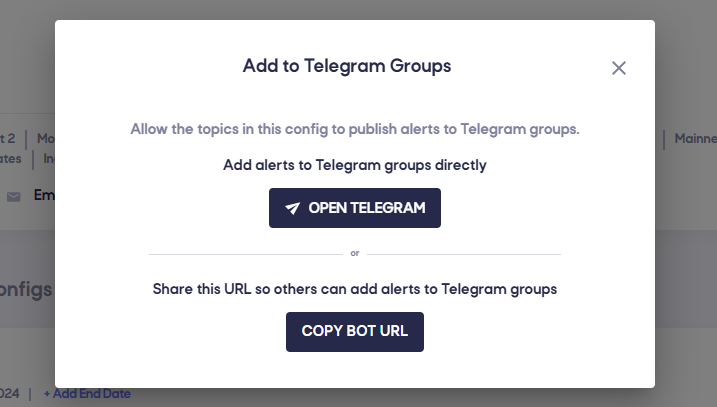 Add to Telegram Groups
Allow the topics in this config to publish alerts to Telegram groups.
t 2 | Mo
Mainne
ates | In
Add alerts to Telegram groups directly
Em
OPEN TELEGRAM
or
onfigs
Share this URL so others can add alerts to Telegram groups
COPY BOT URL
024 | + Add End Date